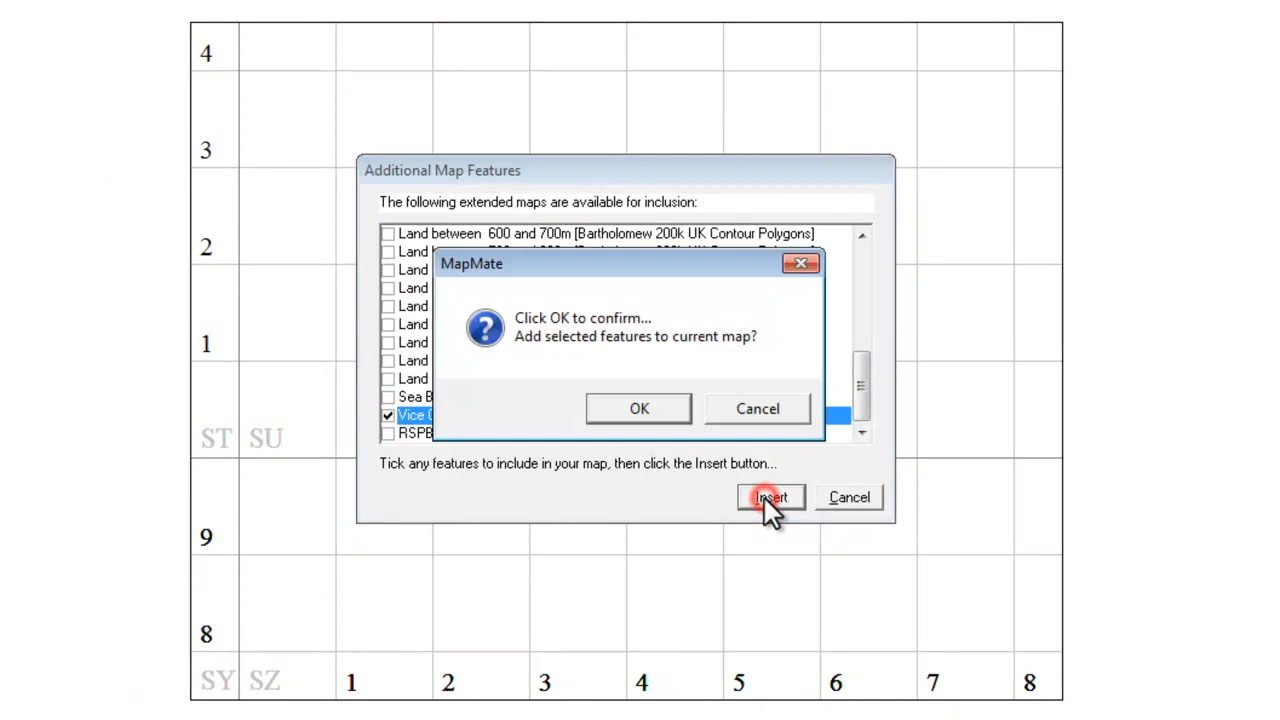 4
3
Additional Map Features
The following extended maps are available for inclusion:
Land between 600 and 700m [Bartholomew 200k UK Contour Polygons]
Land
2
MapMate
Land
Land
Click OK to confirm...
Land
Land
Add selected features to current map?
1
Land
Land
Land
Sea B
OK
Cancel
Vice
RSPB
ST
SU
Tick any features to include in your map, then click the Insert button...
Insert
Cancel
9
8
SY
SZ
1
2
3
4
5
6
7
8